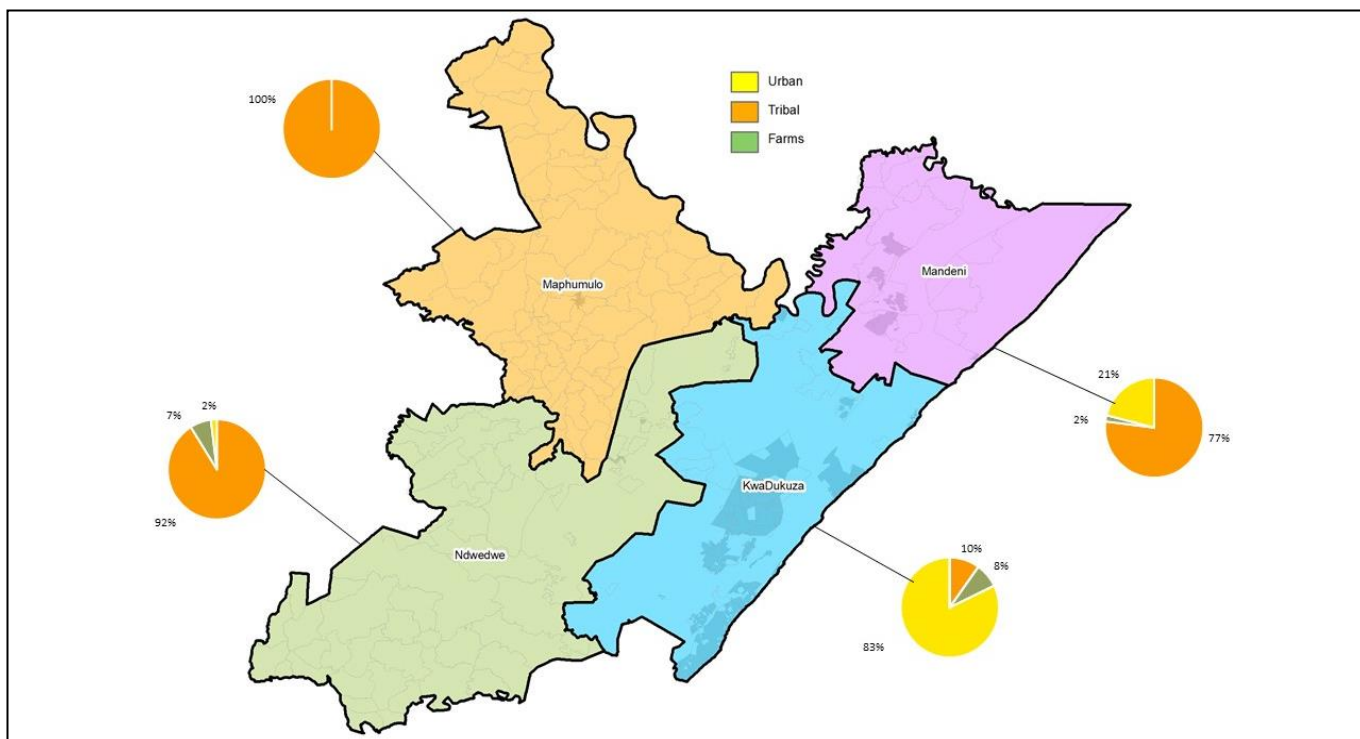 100%
Urban
Tribal
Farms
Maphumulo
Mandeni
21%
2%
77%
7%
2%
92%
KwaDukuza
Ndwedwe
10%
8%
83%